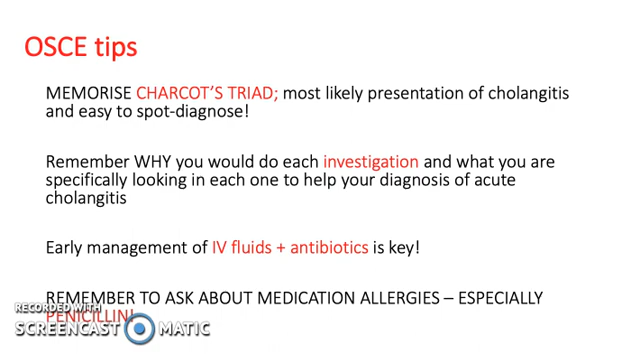 OSCE tips
MEMORISE CHARCOT'S TRIAD; most likely presentation of cholangitis
and easy to spot-diagnose!
Remember WHY you would do each investigation and what you are
specifically looking in each one to help your diagnosis of acute
cholangitis
Early management of IV fluids + antibiotics is key!
REMEMBER TO ASK ABOUT MEDICATION ALLERGIES – ESPECIALLY
PENICILLIN!
RECORDED WITH
SCREENCAST MATIC